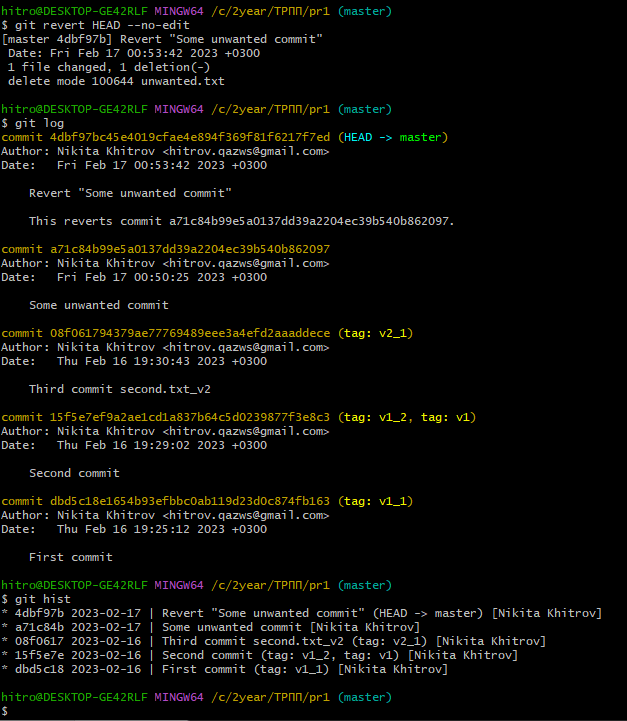 hitro@DESKTOP-GE42RLF MINGW64 /c/2year/ТРПП/pr1 (master)
$ git revert HEAD --no-edit
[master 4dbf97b] Revert "Some unwanted commit"
 Date: Fri Feb 17 00:53:42 2023 +0300
 1 file changed, 1 deletion(-)
 delete mode 100644 unwanted.txt

hitro@DESKTOP-GE42RLF MINGW64 /c/2year/ТРПП/pr1 (master)
$ git log
commit 4dbf97bc45e4019cfae4e894f369f81f6217f7ed (HEAD -> master)
Author: Nikita Khitrov <hitrov.qazws@gmail.com>
Date:   Fri Feb 17 00:53:42 2023 +0300

    Revert "Some unwanted commit"

    This reverts commit a71c84b99e5a0137dd39a2204ec39b540b862097.

commit a71c84b99e5a0137dd39a2204ec39b540b862097
Author: Nikita Khitrov <hitrov.qazws@gmail.com>
Date:   Fri Feb 17 00:50:25 2023 +0300

    Some unwanted commit

commit 08f061794379ae77769489eee3a4efd2aaaddece (tag: v2_1)
Author: Nikita Khitrov <hitrov.qazws@gmail.com>
Date:   Thu Feb 16 19:30:43 2023 +0300

    Third commit second.txt_v2

commit 15f5e7ef9a2ae1cd1a837b64c5d0239877f3e8c3 (tag: v1_2, tag: v1)
Author: Nikita Khitrov <hitrov.qazws@gmail.com>
Date:   Thu Feb 16 19:29:02 2023 +0300

    Second commit

commit dbd5c18e1654b93efbbc0ab119d23d0c874fb163 (tag: v1_1)
Author: Nikita Khitrov <hitrov.qazws@gmail.com>
Date:   Thu Feb 16 19:25:12 2023 +0300

    First commit

hitro@DESKTOP-GE42RLF MINGW64 /c/2year/ТРПП/pr1 (master)
$ git hist
* 4dbf97b 2023-02-17 | Revert "Some unwanted commit" (HEAD -> master) [Nikita Khitrov]
* a71c84b 2023-02-17 | Some unwanted commit [Nikita Khitrov]
* 08f0617 2023-02-16 | Third commit second.txt_v2 (tag: v2_1) [Nikita Khitrov]
* 15f5e7e 2023-02-16 | Second commit (tag: v1_2, tag: v1) [Nikita Khitrov]
* dbd5c18 2023-02-16 | First commit (tag: v1_1) [Nikita Khitrov]

hitro@DESKTOP-GE42RLF MINGW64 /c/2year/ТРПП/pr1 (master)
$